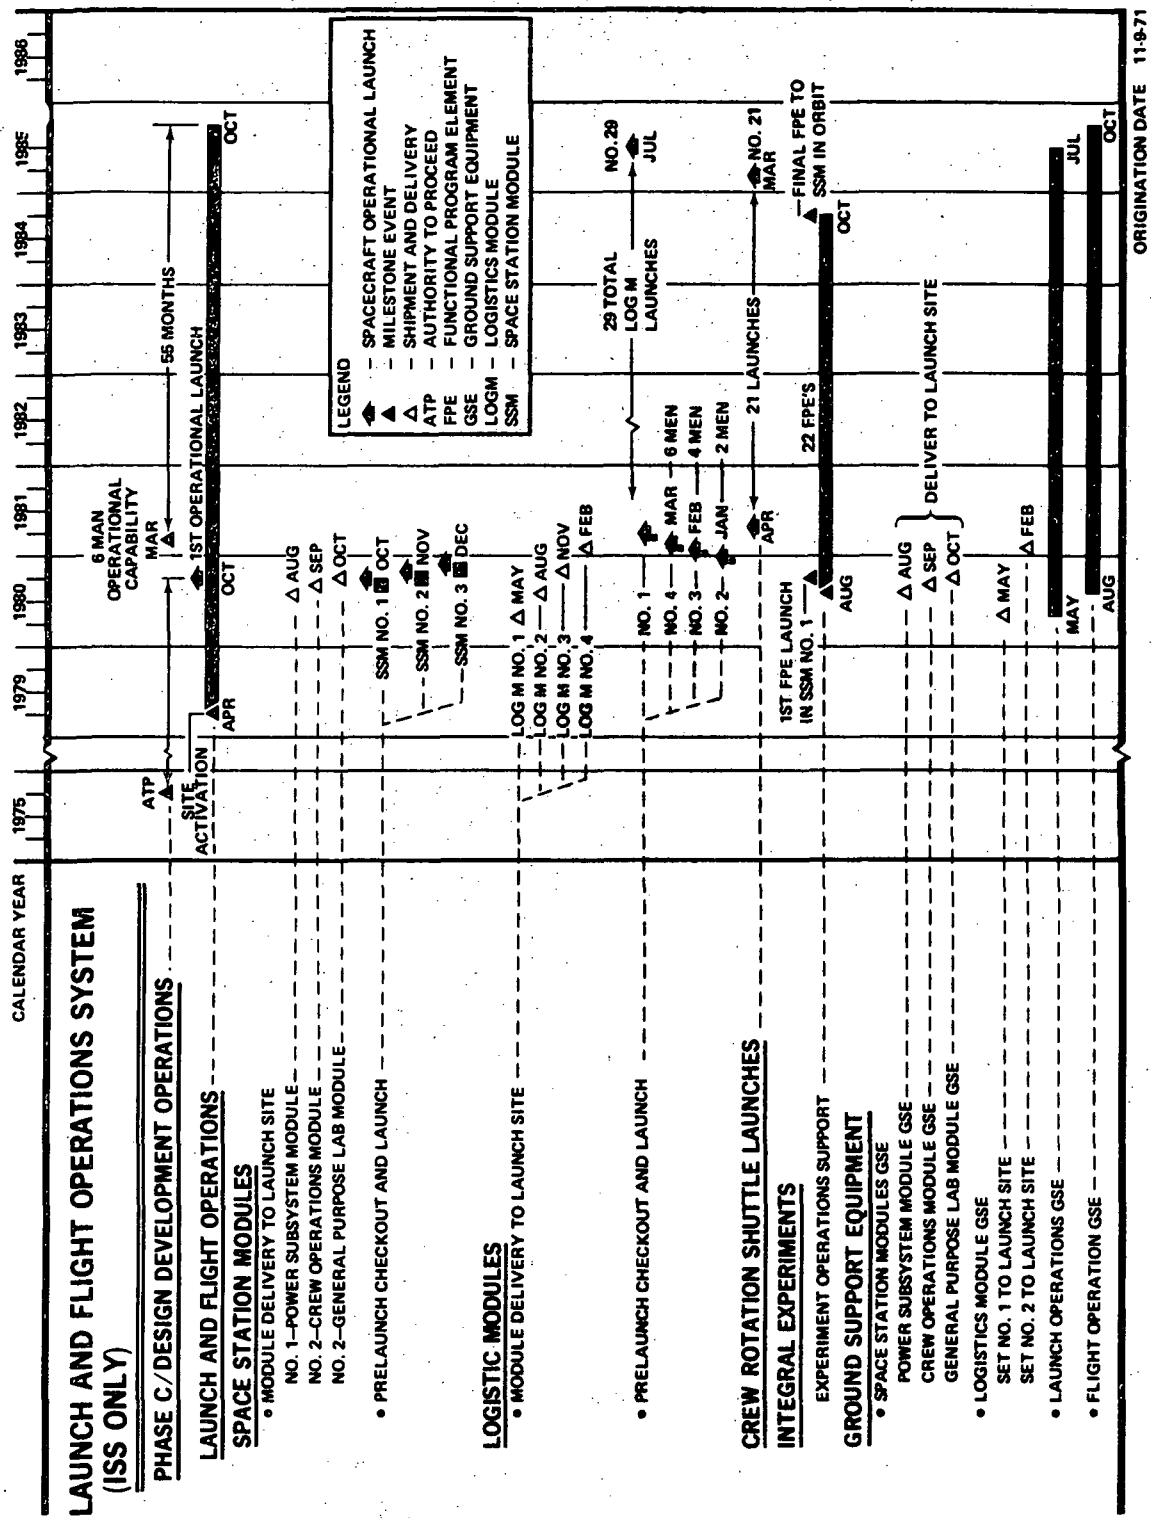 CALENDAR YEAR 1975 1979 1980 1981 1982 1983 1984 1985 1986
LAUNCH AND FLIGHT OPERATIONS SYSTEM
(ISS ONLY)
PHASE C/DESIGN DEVELOPMENT OPERATIONS
ATP
6 MAN
OPERATIONAL
CAPABILITY
MAR
55 MONTHS
SITE
ACTIVATION
1ST OPERATIONAL LAUNCH
LAUNCH AND FLIGHT OPERATIONS
APR OCT OCT
SPACE STATION MODULES
• MODULE DELIVERY TO LAUNCH SITE
NO. 1—POWER SUBSYSTEM MODULE AUG
NO. 2—CREW OPERATIONS MODULE SEP
NO. 2—GENERAL PURPOSE LAB MODULE OCT
• PRELAUNCH CHECKOUT AND LAUNCH SSM NO. 1 OCT
SSM NO. 2 NOV
SSM NO. 3 DEC
LEGEND
– SPACECRAFT OPERATIONAL LAUNCH
– MILESTONE EVENT
– SHIPMENT AND DELIVERY
ATP – AUTHORITY TO PROCEED
FPE – FUNCTIONAL PROGRAM ELEMENT
GSE – GROUND SUPPORT EQUIPMENT
LOGM – LOGISTICS MODULE
SSM – SPACE STATION MODULE
LOGISTIC MODULES
• MODULE DELIVERY TO LAUNCH SITE LOG M NO. 1 MAY
LOG M NO. 2 AUG
LOG M NO. 3 NOV
LOG M NO. 4 FEB
29 TOTAL
LOG M
LAUNCHES
NO. 29
JUL
• PRELAUNCH CHECKOUT AND LAUNCH NO. 1
NO. 4 MAR — 6 MEN
NO. 3 FEB — 4 MEN
NO. 2 JAN — 2 MEN
CREW ROTATION SHUTTLE LAUNCHES
APR 21 LAUNCHES NO. 21
MAR
INTEGRAL EXPERIMENTS
1ST FPE LAUNCH
IN SSM NO. 1
22 FPE'S
FINAL FPE TO
SSM IN ORBIT
EXPERIMENT OPERATIONS SUPPORT
AUG OCT
GROUND SUPPORT EQUIPMENT
• SPACE STATION MODULES GSE
POWER SUBSYSTEM MODULE GSE AUG
CREW OPERATIONS MODULE GSE SEP DELIVER TO LAUNCH SITE
GENERAL PURPOSE LAB MODULE GSE OCT
• LOGISTICS MODULE GSE
SET NO. 1 TO LAUNCH SITE MAY
SET NO. 2 TO LAUNCH SITE FEB
• LAUNCH OPERATIONS GSE
MAY JUL
• FLIGHT OPERATION GSE
AUG OCT
ORIGINATION DATE 11-9-71